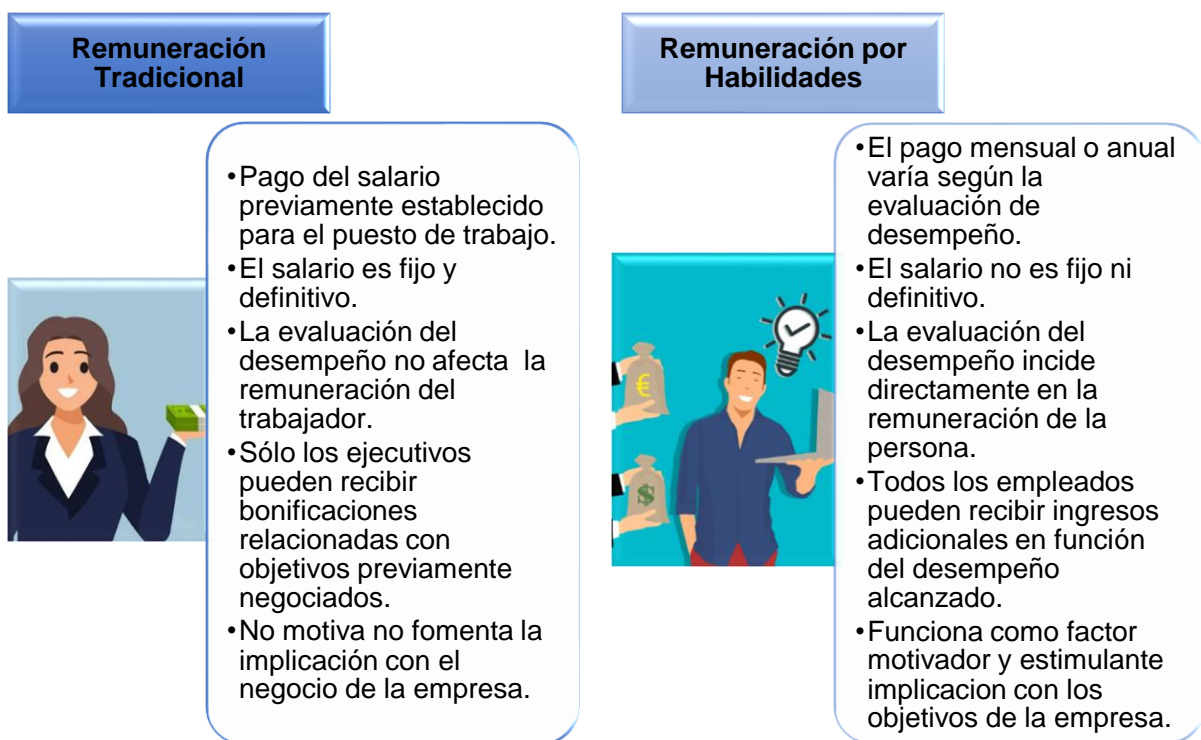 Remuneración
Tradicional
•Pago del salario
previamente establecido
para el puesto de trabajo.
•El salario es fijo y
definitivo.
•La evaluación del
desempeño no afecta  la
remuneración del
trabajador.
•Sólo los ejecutivos
pueden recibir
bonificaciones
relacionadas con
objetivos previamente
negociados.
•No motiva no fomenta la
implicación con el
negocio de la empresa.
Remuneración por
Habilidades
•El pago mensual o anual
varía según la
evaluación de
desempeño.
•El salario no es fijo ni
definitivo.
•La evaluación del
desempeño incide
directamente en la
remuneración de la
persona.
•Todos los empleados
pueden recibir ingresos
adicionales en función
del desempeño
alcanzado.
•Funciona como factor
motivador y estimulante
implicacion con los
objetivos de la empresa.
€
$